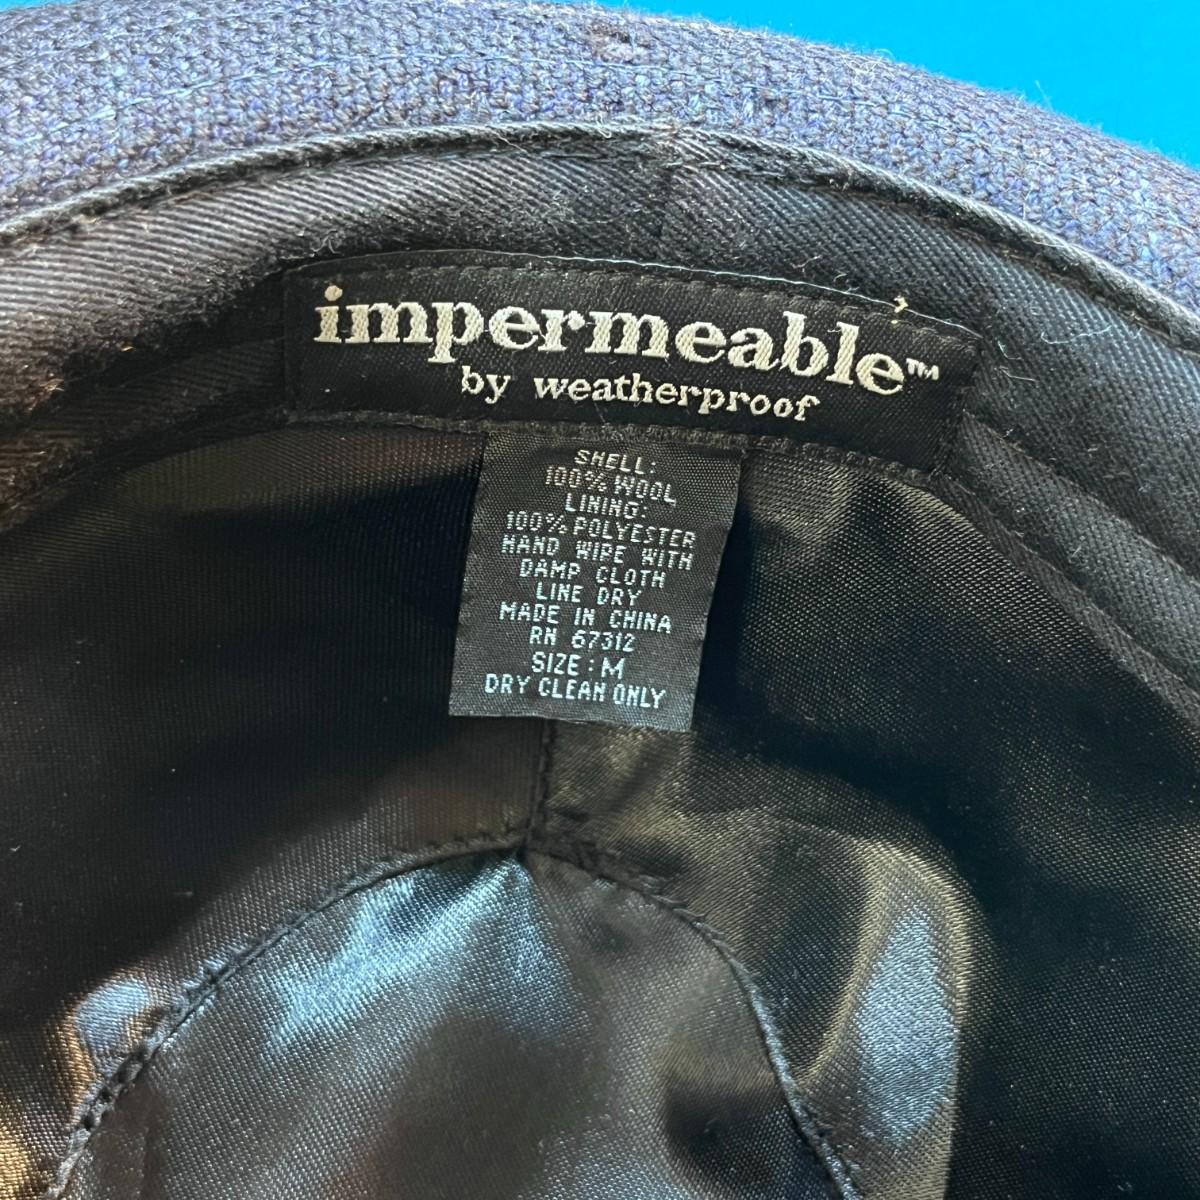 impermeable™
by weatherproof
SHELL:
100% WOOL
LINING:
100% POLYESTER
HAND WIPE WITH
DAMP CLOTH
LINE DRY
MADE IN CHINA
RN 67312
SIZE: M
DRY CLEAN ONLY